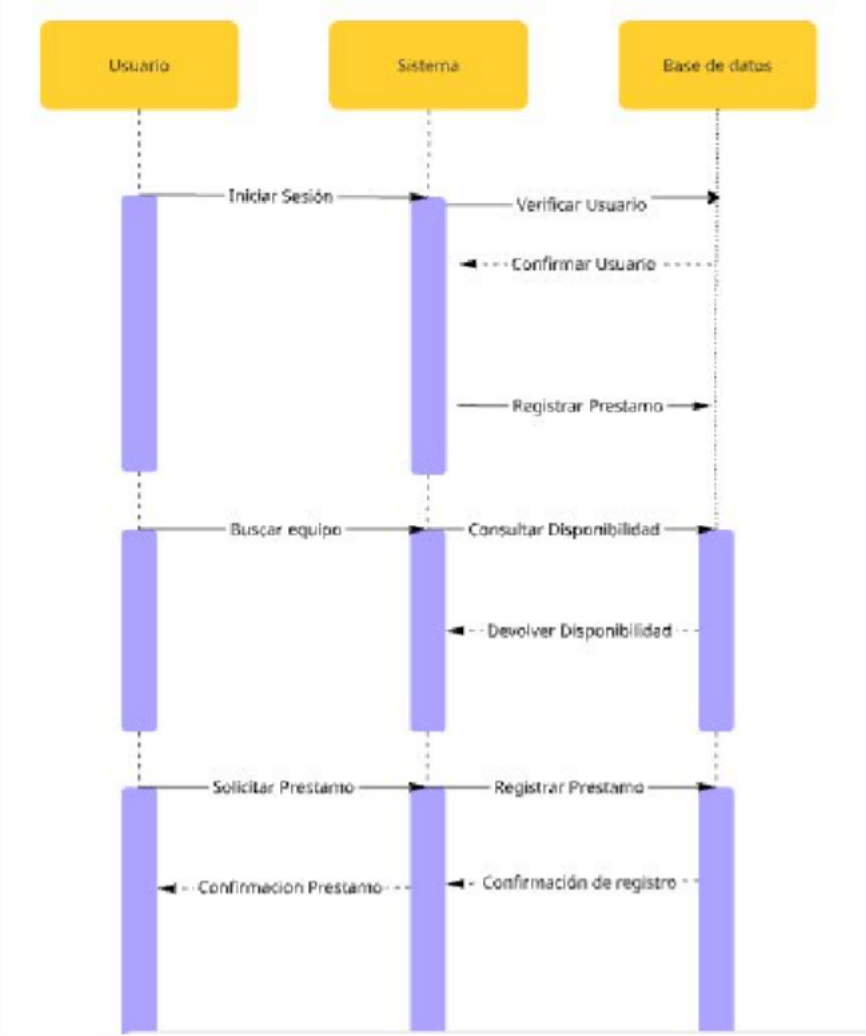 Usuario
Sistema
Base de datos
Iniciar Sesión
Verificar Usuario
Confirmar Usuario
Registrar Prestamo
Buscar equipo
Consultar Disponibilidad
Devolver Disponibilidad
Solicitar Prestamo
Registrar Prestamo
Confirmacion Prestamo
Confirmación de registro